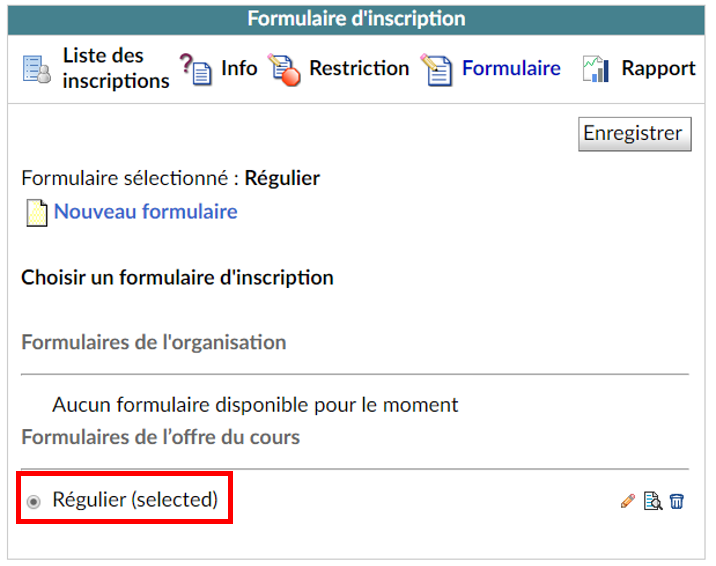 Formulaire d'inscription
Liste des
inscriptions
Info
Restriction
Formulaire
Rapport
Enregistrer
Formulaire sélectionné : Régulier
Nouveau formulaire
Choisir un formulaire d'inscription
Formulaires de l'organisation
Aucun formulaire disponible pour le moment
Formulaires de l’offre du cours
Régulier (selected)